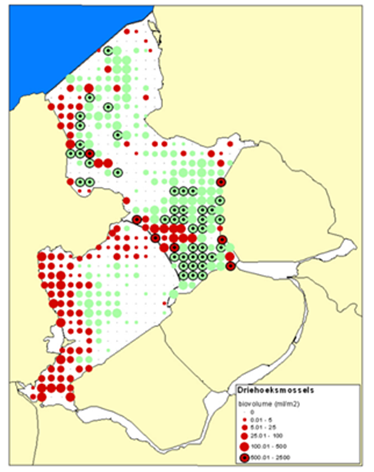 Driehoeksmossels
biovolume (ml/m2)
0
0.01 - 5
5.01 - 25
25.01 - 100
100.01 - 500
500.01 - 2500